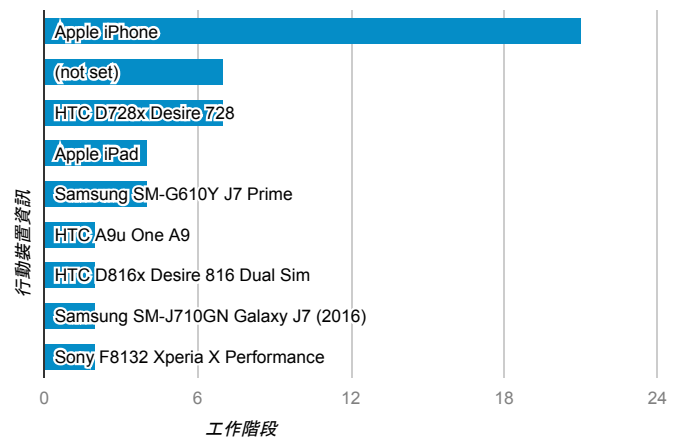 Apple iPhone
(not set)
HTC D728x Desire 728
Apple iPad
Samsung SM-G610Y J7 Prime
HTC A9u One A9
HTC D816x Desire 816 Dual Sim
Samsung SM-J710GN Galaxy J7 (2016)
Sony F8132 Xperia X Performance
行動裝置資訊
0 6 12 18 24
工作階段